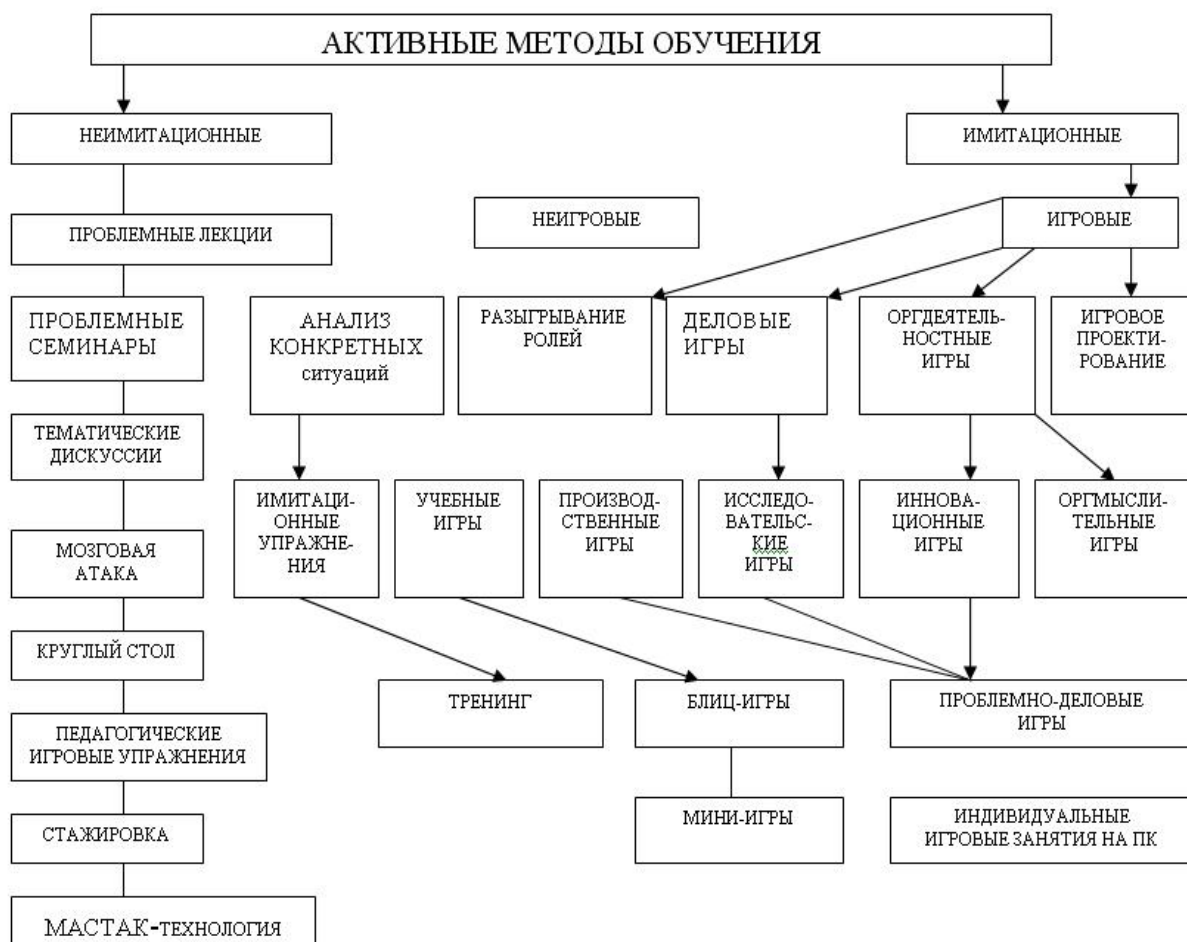 АКТИВНЫЕ МЕТОДЫ ОБУЧЕНИЯ
НЕИМИТАЦИОННЫЕ
ИМИТАЦИОННЫЕ
ПРОБЛЕМНЫЕ ЛЕКЦИИ
НЕИГРОВЫЕ
ИГРОВЫЕ
ПРОБЛЕМНЫЕ
СЕМИНАРЫ
АНАЛИЗ
КОНКРЕТНЫХ
ситуаций
РАЗЫГРЫВАНИЕ
РОЛЕЙ
ДЕЛОВЫЕ
ИГРЫ
ОРГДЕЯТЕЛЬ-
НОСТНЫЕ
ИГРЫ
ИГРОВОЕ
ПРОЕКТИ-
РОВАНИЕ
ТЕМАТИЧЕСКИЕ
ДИСКУССИИ
ИМИТАЦИ-
ОННЫЕ
УПРАЖНЕ-
НИЯ
УЧЕБНЫЕ
ИГРЫ
ПРОИЗВОД-
СТВЕННЫЕ
ИГРЫ
ИССЛЕДО-
ВАТЕЛЬС-
КИЕ
ИГРЫ
ИННОВА-
ЦИОННЫЕ
ИГРЫ
ОРГМЫСЛИ-
ТЕЛЬНЫЕ
ИГРЫ
МОЗГОВАЯ
АТАКА
КРУГЛЫЙ СТОЛ
ТРЕНИНГ
БЛИЦ-ИГРЫ
ПРОБЛЕМНО-ДЕЛОВЫЕ
ИГРЫ
ПЕДАГОГИЧЕСКИЕ
ИГРОВЫЕ УПРАЖНЕНИЯ
МИНИ-ИГРЫ
ИНДИВИДУАЛЬНЫЕ
ИГРОВЫЕ ЗАНЯТИЯ НА ПК
СТАЖИРОВКА
МАСТАК-ТЕХНОЛОГИЯ